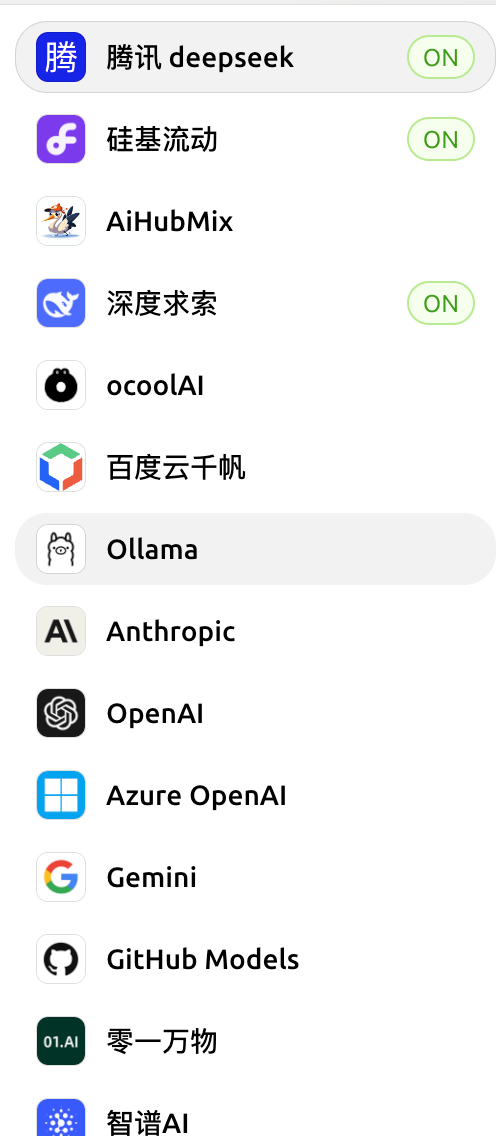 腾 腾讯 deepseek ON
硅基流动 ON
AiHubMix
深度求索 ON
ocoolAI
百度云千帆
Ollama
Anthropic
OpenAI
Azure OpenAI
Gemini
GitHub Models
01.AI 零一万物
智谱AI